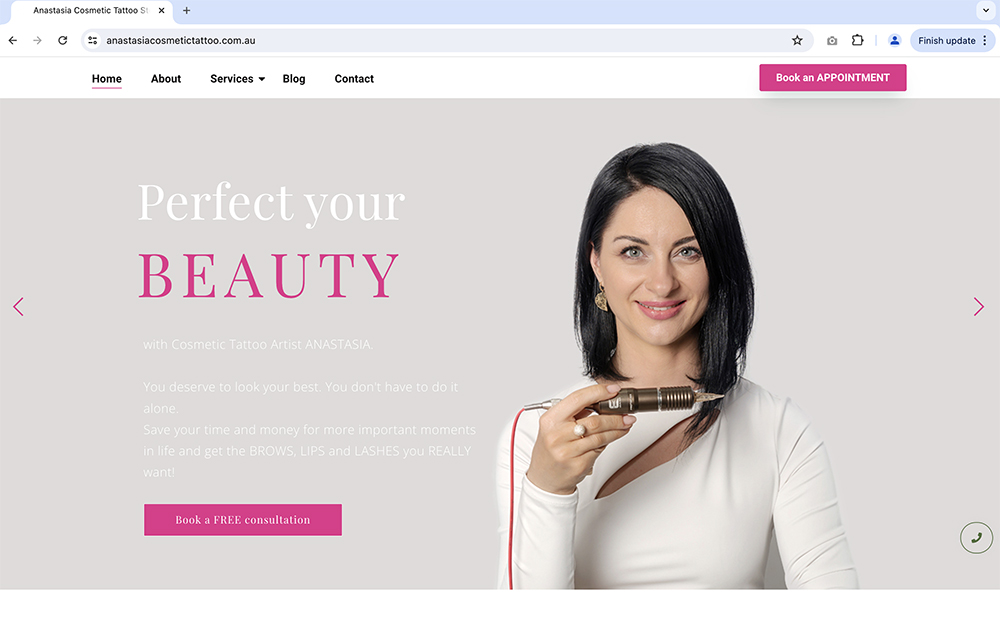 Anastasia Cosmetic Tattoo St
anastasiacosmetictattoo.com.au
Finish update
Home
About
Services
Blog
Contact
Book an APPOINTMENT
Perfect your
BEAUTY
with Cosmetic Tattoo Artist ANASTASIA.
You deserve to look your best. You don't have to do it
alone.
Save your time and money for more important moments
in life and get the BROWS, LIPS and LASHES you REALLY
want!
Book a FREE consultation